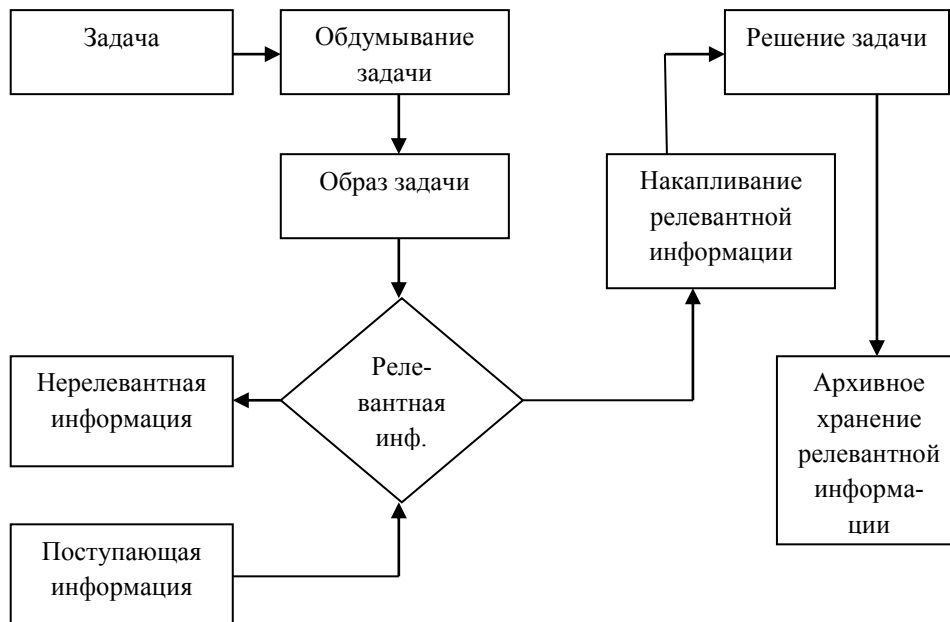 Задача
Обдумывание
задачи
Решение задачи
Образ задачи
Накапливание
релевантной
информации
Нерелевантная
информация
Реле-
вантная
инф.
Архивное
хранение
релевантной
информа-
ции
Поступающая
информация